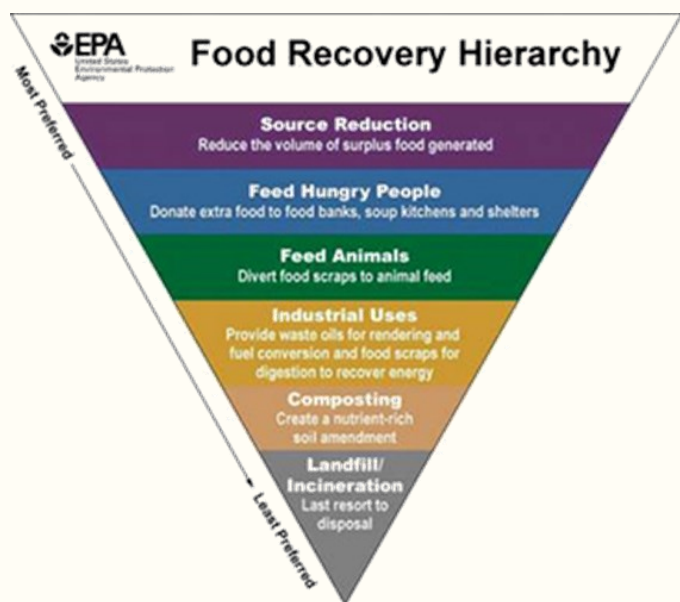 EPA
United States
Environmental Protection
Agency
Food Recovery Hierarchy
Most Preferred
Source Reduction
Reduce the volume of surplus food generated
Feed Hungry People
Donate extra food to food banks, soup kitchens and shelters
Feed Animals
Divert food scraps to animal feed
Industrial Uses
Provide waste oils for rendering and
fuel conversion and food scraps for
digestion to recover energy
Composting
Create a nutrient-rich
soil amendment
Landfill/
Incineration
Last resort to
disposal
Least Preferred